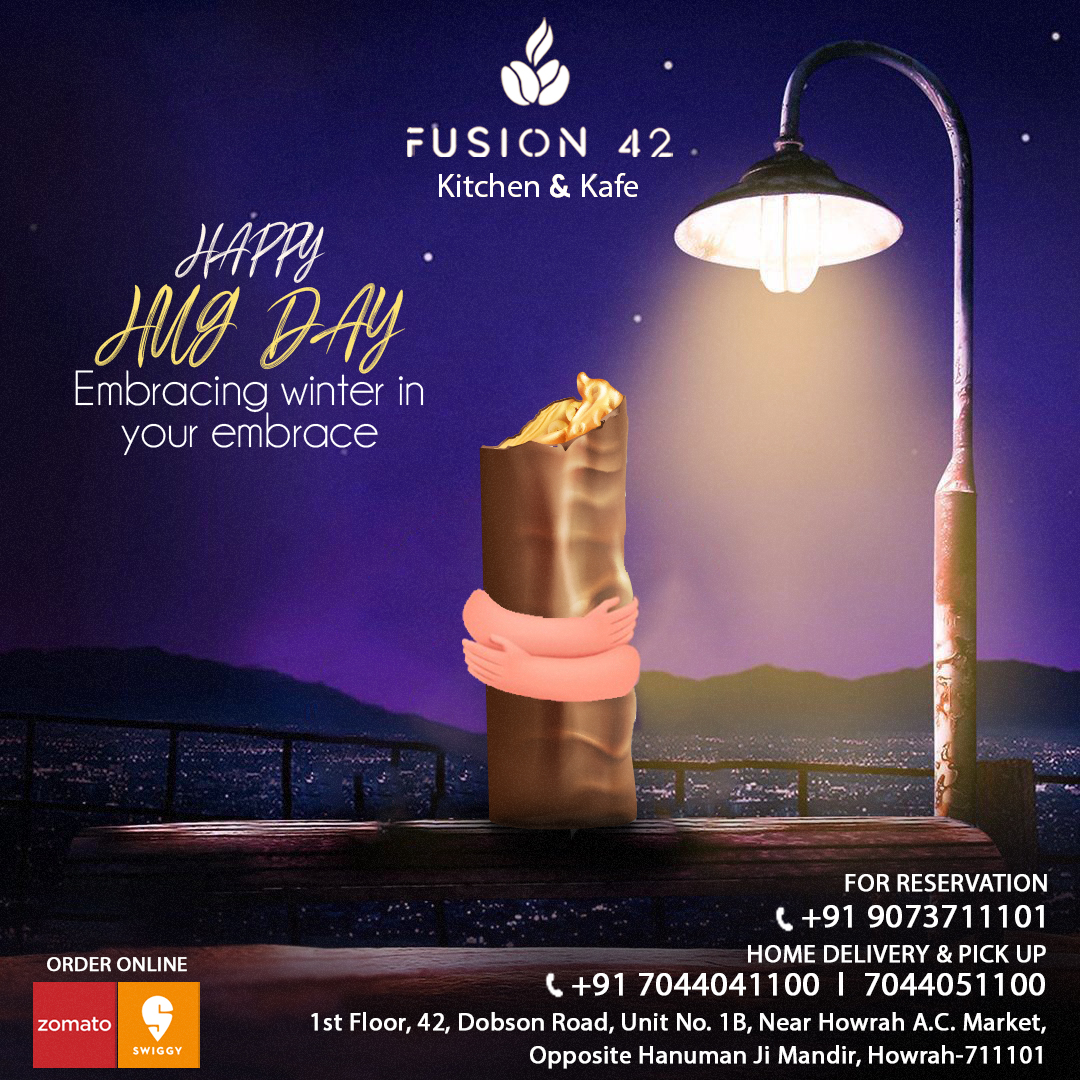 FUSION 42
Kitchen & Kafe
HAPPY
HUG DAY
Embracing winter in
your embrace
FOR RESERVATION
+91 9073711101
HOME DELIVERY & PICK UP
+91 7044041100 | 7044051100
1st Floor, 42, Dobson Road, Unit No. 1B, Near Howrah A.C. Market,
Opposite Hanuman Ji Mandir, Howrah-711101
ORDER ONLINE
zomato
SWIGGY